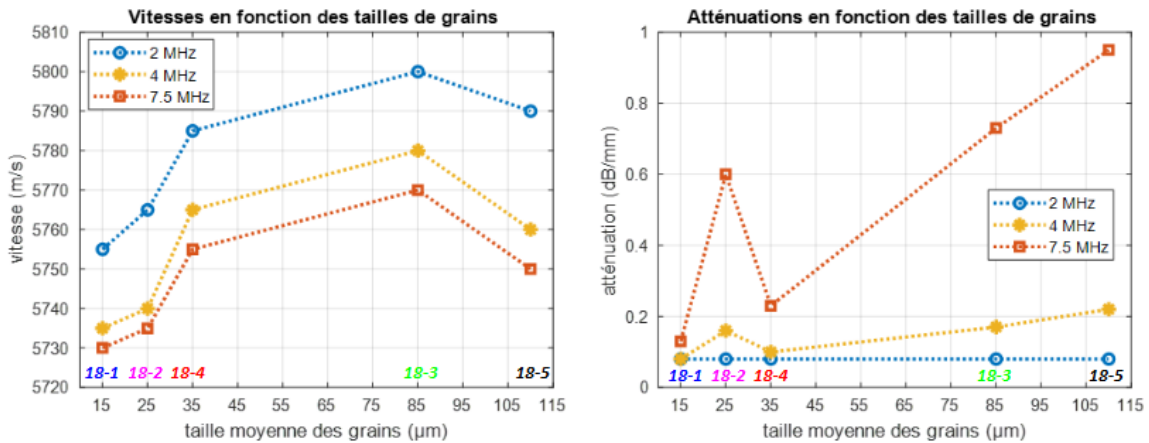 Vitesses en fonction des tailles de grains
5810
5800
5790
5780
5770
5760
5750
5740
5730
5720
vitesse (m/s)
2 MHz
4 MHz
7.5 MHz
18-1 18-2 18-4 18-3 18-5
15 25 35 45 55 65 75 85 95 105 115
taille moyenne des grains (µm)
Atténuations en fonction des tailles de grains
1
0.8
0.6
0.4
0.2
0
atténuation (dB/mm)
2 MHz
4 MHz
7.5 MHz
18-1 18-2 18-4 18-3 18-5
15 25 35 45 55 65 75 85 95 105 115
taille moyenne des grains (µm)